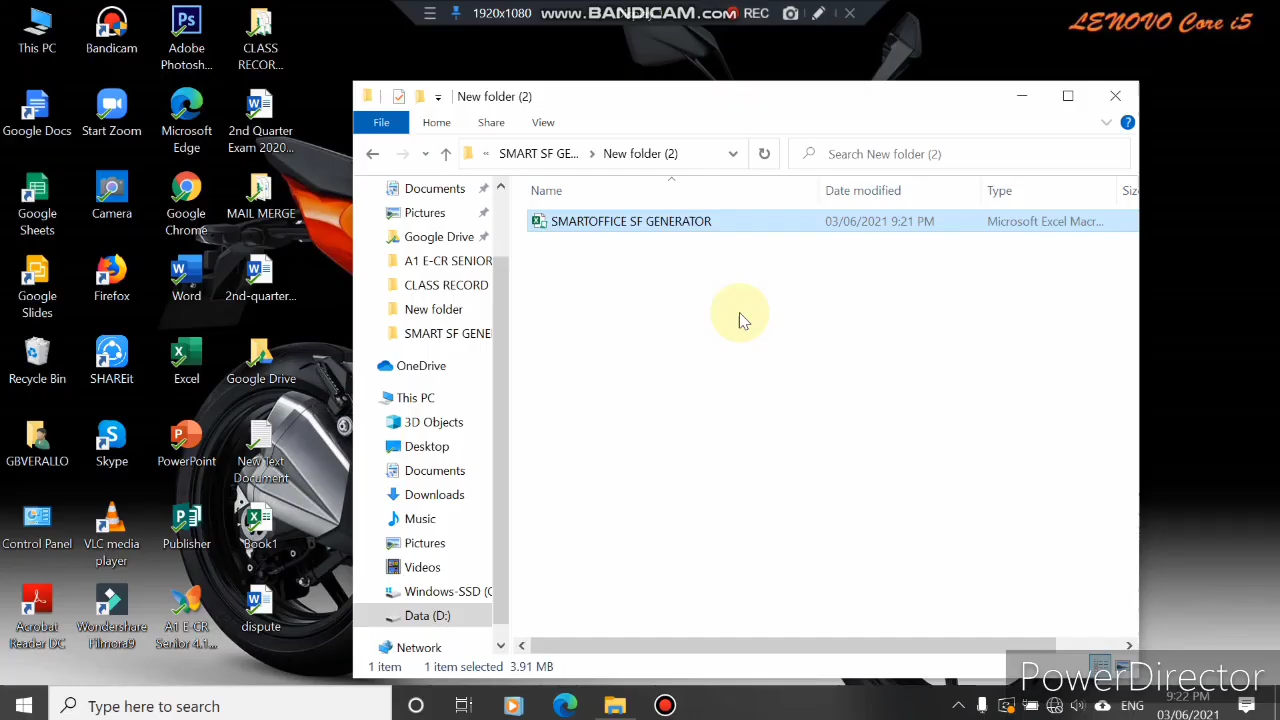 1920x1080 www.BANDICAM.com REC
LENOVO Core i5
This PC
Bandicam
Adobe
Photosh...
CLASS
RECOR...
Google Docs
Start Zoom
Microsoft
Edge
2nd Quarter
Exam 2020...
Google
Sheets
Camera
Google
Chrome
MAIL MERGE
Google
Slides
Firefox
Word
2nd-quarter...
Recycle Bin
SHAREit
Excel
Google Drive
GBVERALLO
Skype
PowerPoint
New Text
Document
Control Panel
VLC media
player
Publisher
Book1
Acrobat
Reader DC
Wondershare
Filmora9
A1 E-CR
Senior 4.1...
dispute
New folder (2)
File Home Share View
« SMART SF GE... New folder (2)
Search New folder (2)
Documents
Pictures
Google Drive
A1 E-CR SENIOR
CLASS RECORD
New folder
SMART SF GENE
OneDrive
This PC
3D Objects
Desktop
Documents
Downloads
Music
Pictures
Videos
Windows-SSD (C
Data (D:)
Network
Name Date modified Type Siz
SMARTOFFICE SF GENERATOR 03/06/2021 9:21 PM Microsoft Excel Macr...
1 item 1 item selected 3.91 MB
PowerDirector
Type here to search
ENG
9:22 PM
03/06/2021